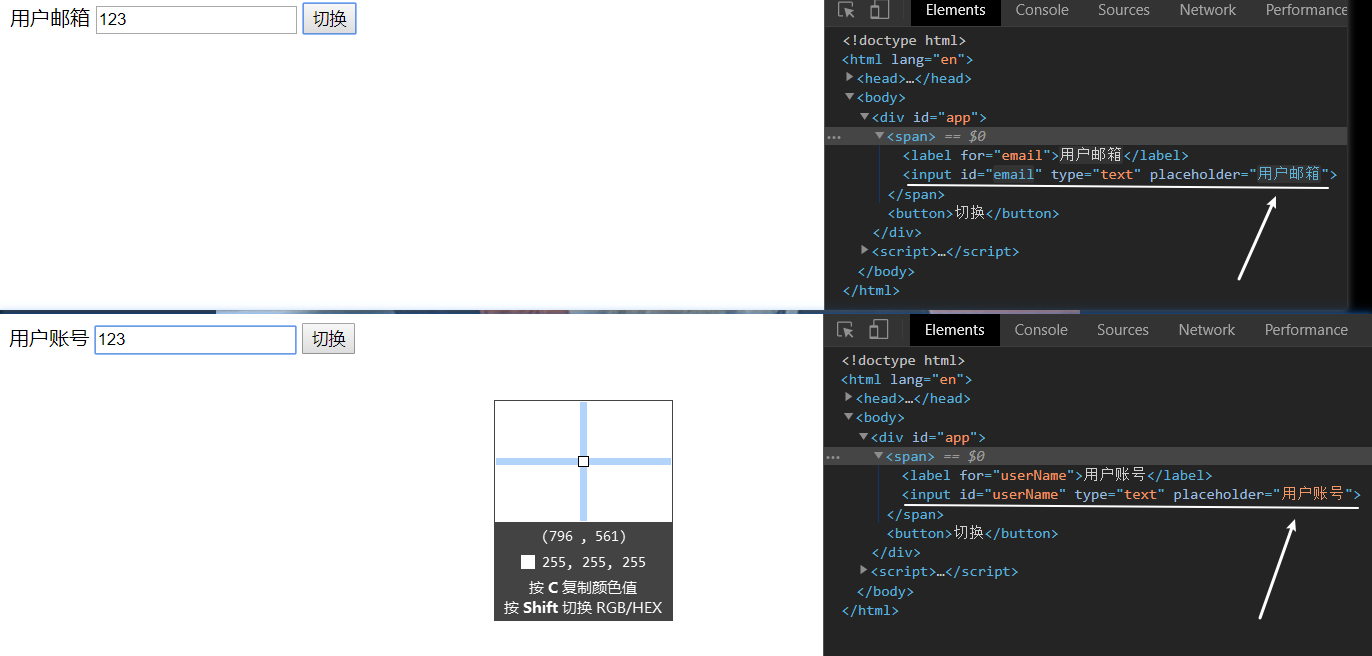 用户邮箱 123 切换
Elements Console Sources Network Performance
<!doctype html>
<html lang="en">
<head>…</head>
<body>
<div id="app">
… <span> == $0
<label for="email">用户邮箱</label>
<input id="email" type="text" placeholder="用户邮箱">
</span>
<button>切换</button>
</div>
<script>…</script>
</body>
</html>
用户账号 123 切换
(796 , 561)
255, 255, 255
按 C 复制颜色值
按 Shift 切换 RGB/HEX
Elements Console Sources Network Performance
<!doctype html>
<html lang="en">
<head>…</head>
<body>
<div id="app">
… <span> == $0
<label for="userName">用户账号</label>
<input id="userName" type="text" placeholder="用户账号">
</span>
<button>切换</button>
</div>
<script>…</script>
</body>
</html>